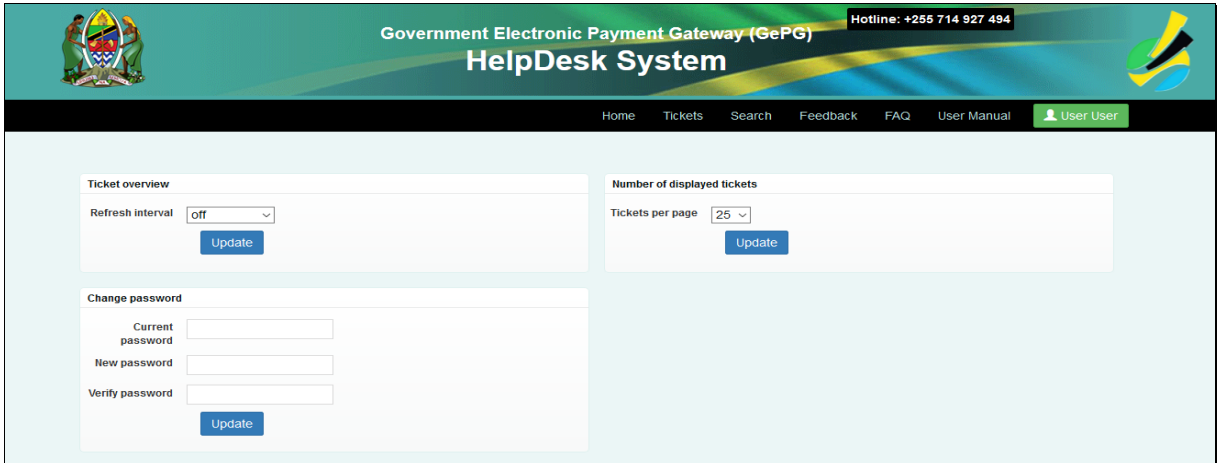 Hotline: +255 714 927 494
Government Electronic Payment Gateway (GePG)
HelpDesk System
Home Tickets Search Feedback FAQ User Manual User User
Ticket overview
Refresh interval off
Update
Number of displayed tickets
Tickets per page 25
Update
Change password
Current
password
New password
Verify password
Update